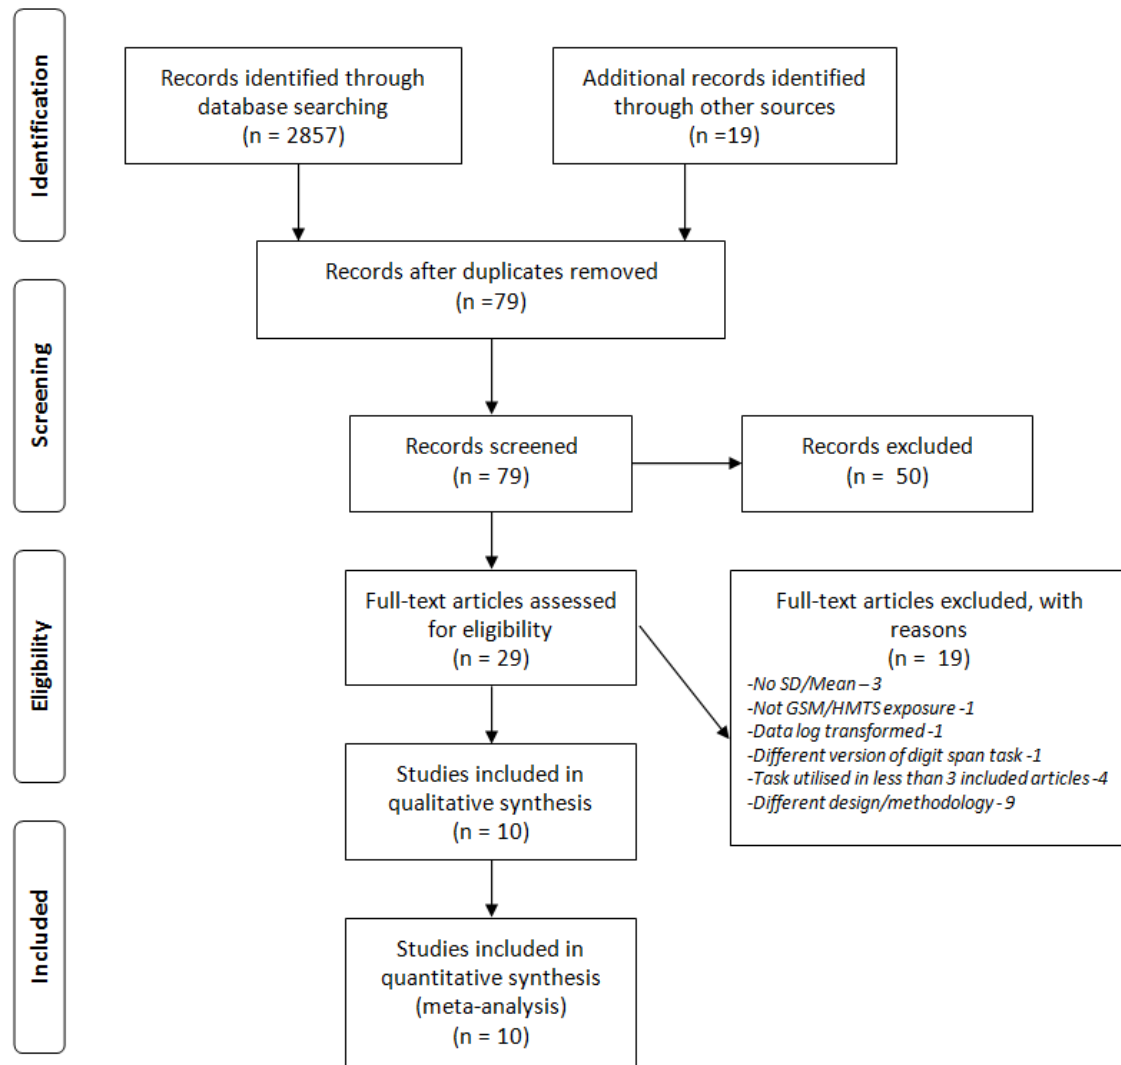 Identification
Records identified through
database searching
(n = 2857)
Additional records identified
through other sources
(n =19)
Records after duplicates removed
(n =79)
Screening
Records screened
(n = 79)
Records excluded
(n = 50)
Eligibility
Full-text articles assessed
for eligibility
(n = 29)
Full-text articles excluded, with
reasons
(n = 19)
-No SD/Mean – 3
-Not GSM/HMTS exposure -1
-Data log transformed -1
-Different version of digit span task -1
-Task utilised in less than 3 included articles -4
-Different design/methodology - 9
Studies included in
qualitative synthesis
(n = 10)
Included
Studies included in
quantitative synthesis
(meta-analysis)
(n = 10)